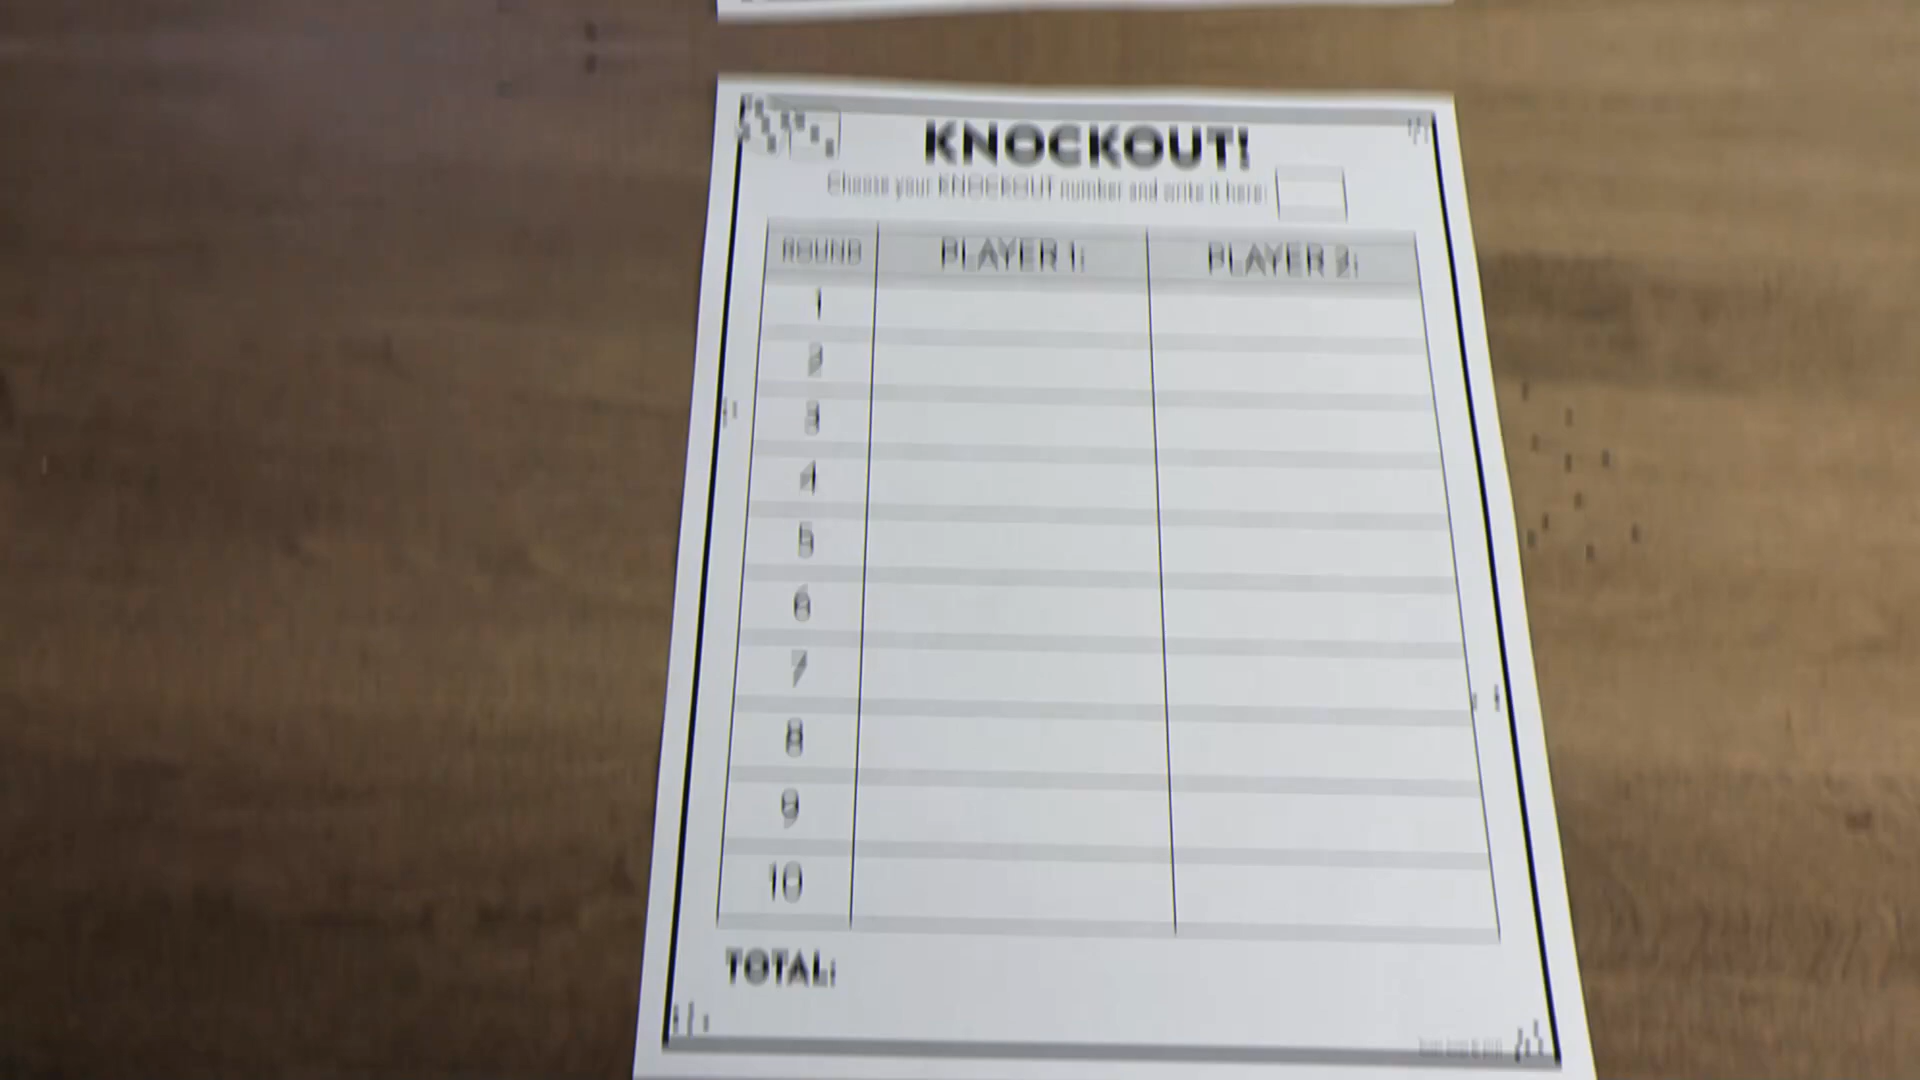 KNOCKOUT!
Choose your KNOCKOUT number and write it here:
ROUND PLAYER 1: PLAYER 2:
1
2
3
4
5
6
7
8
9
10
TOTAL: